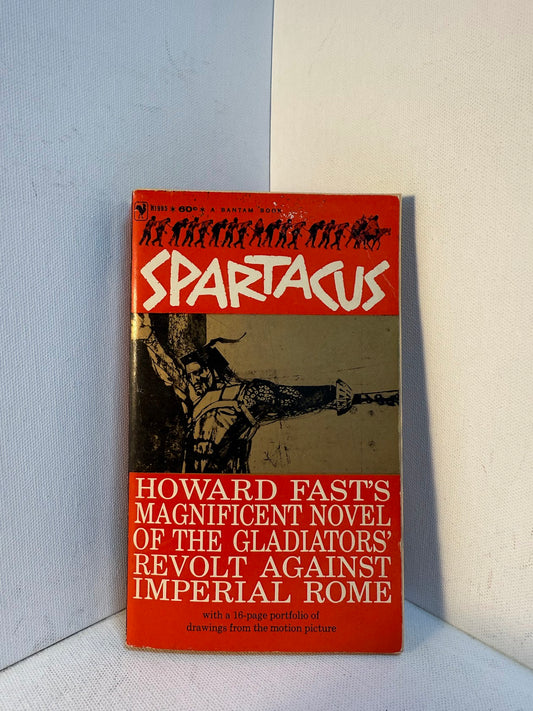 ★ 60¢ ★ A BANTAM BOOK
SPARTACUS
HOWARD FAST'S
MAGNIFICENT NOVEL
OF THE GLADIATORS'
REVOLT AGAINST
IMPERIAL ROME
with a 16-page portfolio of
drawings from the motion picture